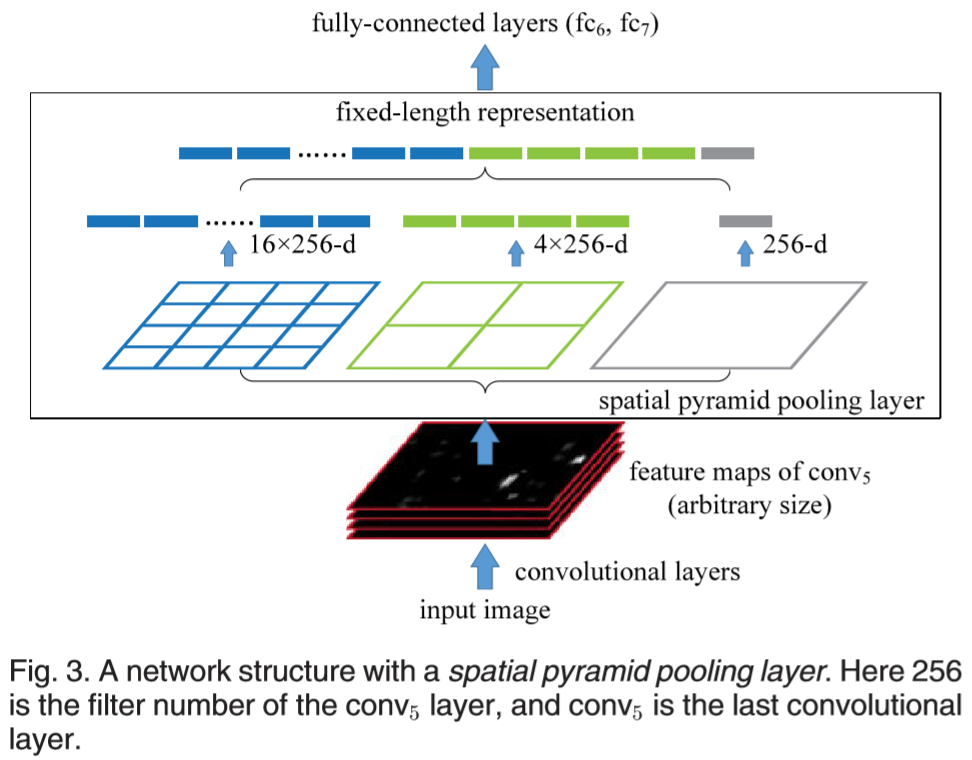 fully-connected layers (fc₆, fc₇)
fixed-length representation
......
......
16×256-d
4×256-d
256-d
spatial pyramid pooling layer
feature maps of conv₅
(arbitrary size)
convolutional layers
input image
Fig. 3. A network structure with a spatial pyramid pooling layer. Here 256
is the filter number of the conv₅ layer, and conv₅ is the last convolutional
layer.